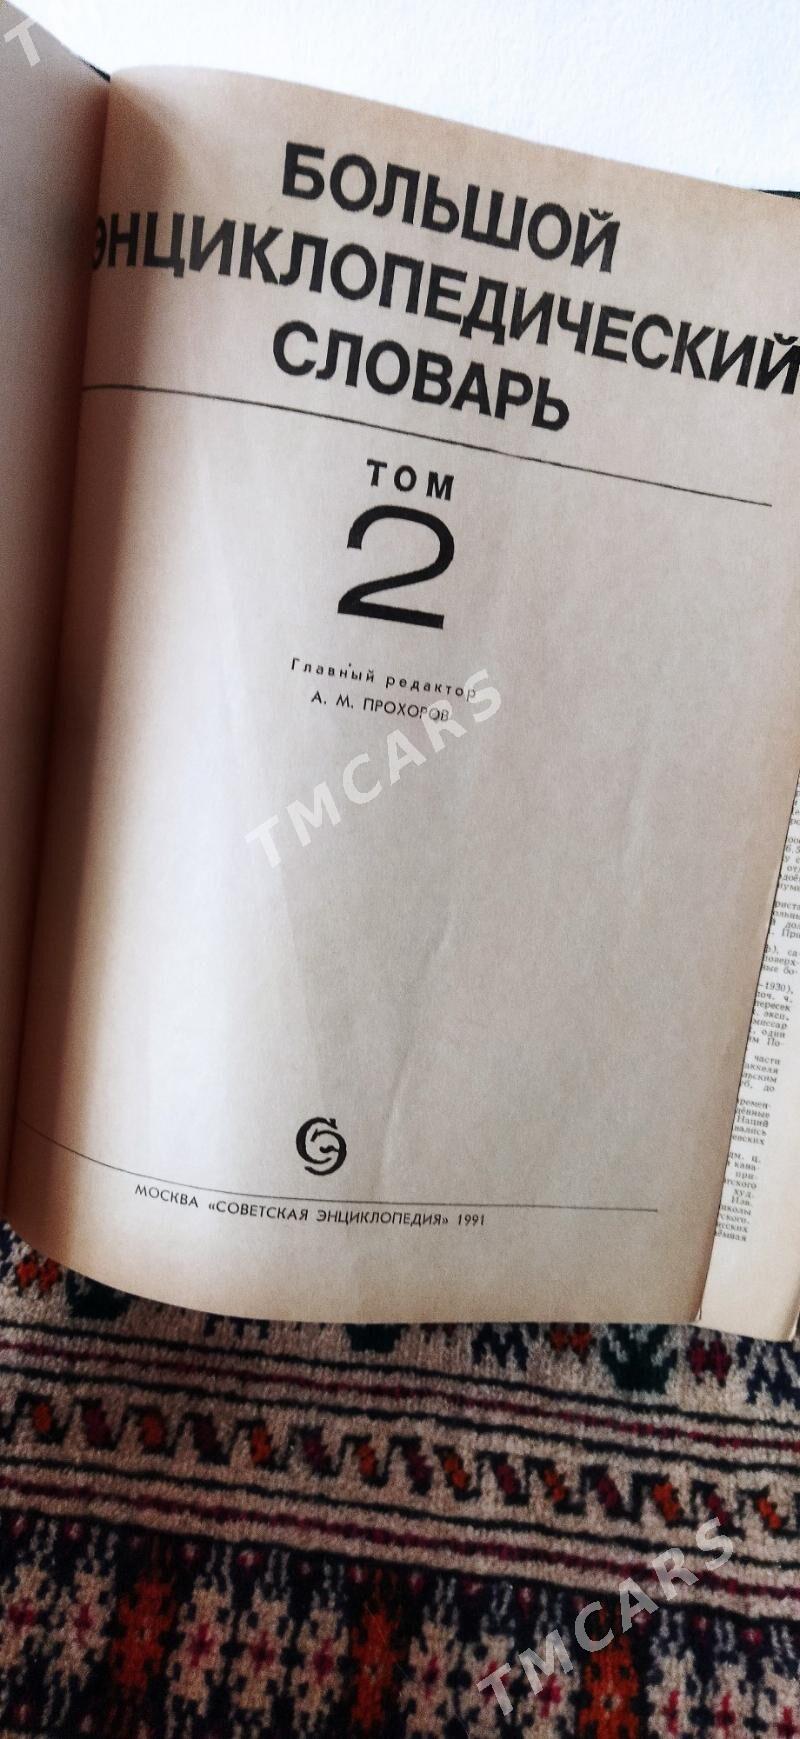 БОЛЬШОЙ
ЭНЦИКЛОПЕДИЧЕСКИЙ
СЛОВАРЬ
ТОМ
2
Главный редактор
А. М. ПРОХОРОВ
TMCARS
МОСКВА «СОВЕТСКАЯ ЭНЦИКЛОПЕДИЯ» 1991
TMCARS